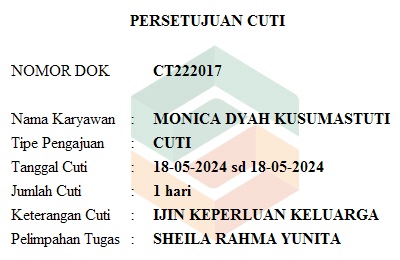 PERSETUJUAN CUTI
NOMOR DOK CT222017
Nama Karyawan : MONICA DYAH KUSUMASTUTI
Tipe Pengajuan : CUTI
Tanggal Cuti : 18-05-2024 sd 18-05-2024
Jumlah Cuti : 1 hari
Keterangan Cuti : IJIN KEPERLUAN KELUARGA
Pelimpahan Tugas : SHEILA RAHMA YUNITA